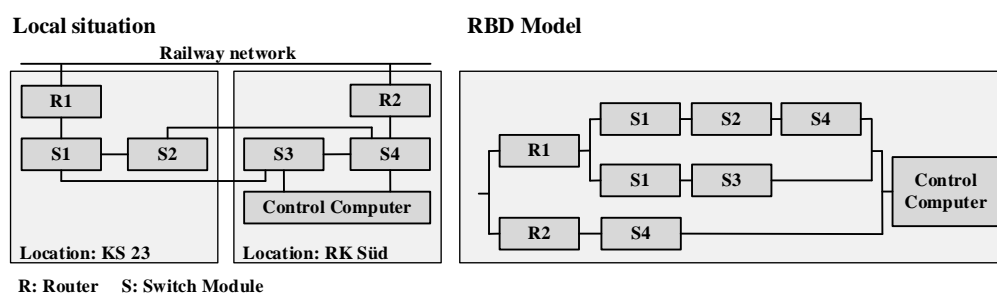 Local situation
RBD Model
Railway network
R1
R2
S1
S2
S3
S4
Control Computer
Location: KS 23
Location: RK Süd
R1
S1
S2
S4
S1
S3
R2
S4
Control
Computer
R: Router S: Switch Module